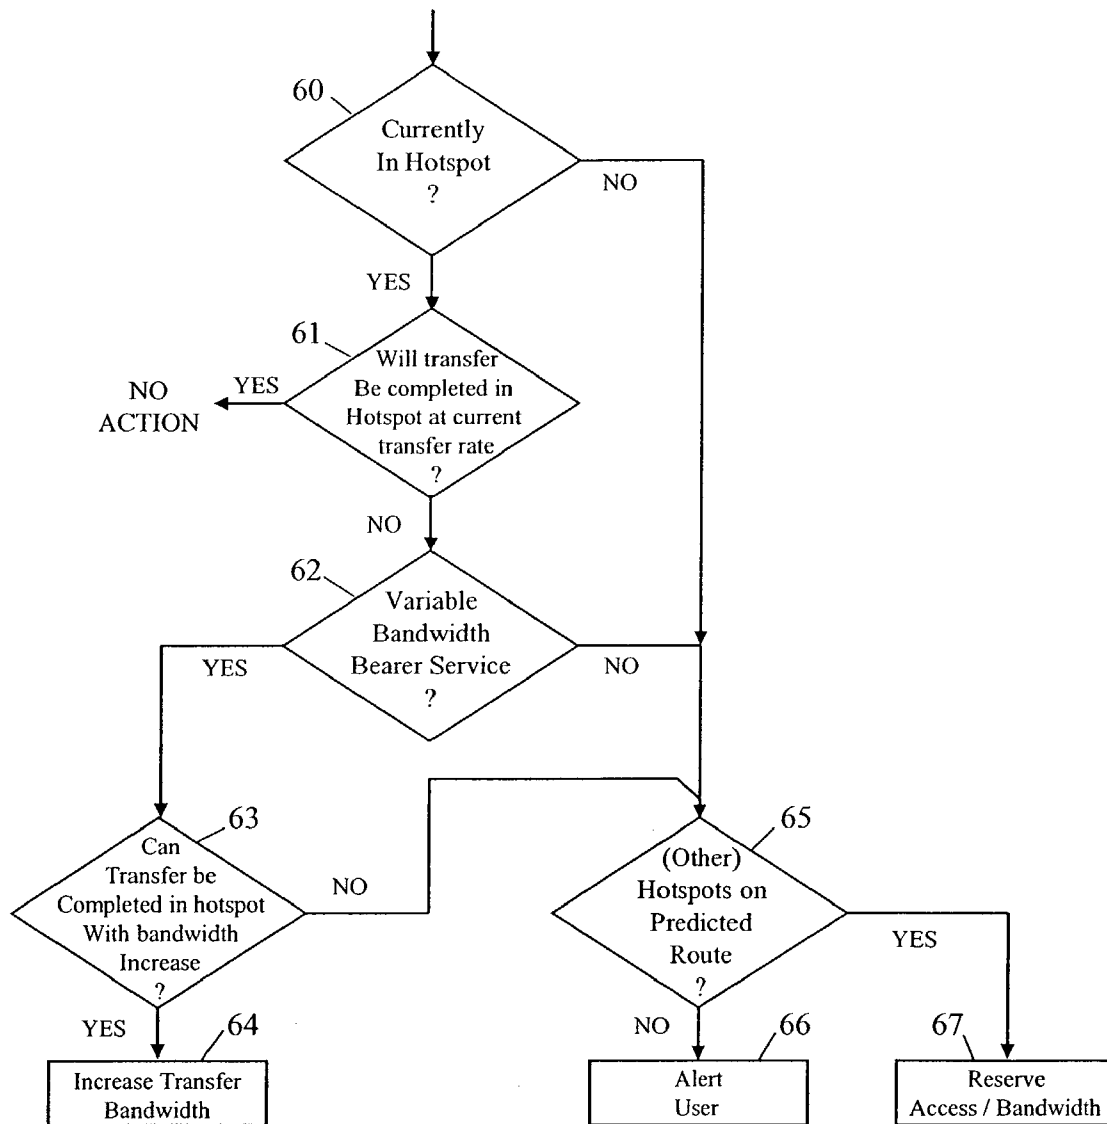 60
Currently
In Hotspot
?
NO
YES
61
Will transfer
Be completed in
Hotspot at current
transfer rate
?
YES
NO
ACTION
NO
62
Variable
Bandwidth
Bearer Service
?
YES
NO
63
Can
Transfer be
Completed in hotspot
With bandwidth
Increase
?
NO
65
(Other)
Hotspots on
Predicted
Route
?
YES
YES
64
Increase Transfer
Bandwidth
NO
66
Alert
User
67
Reserve
Access / Bandwidth